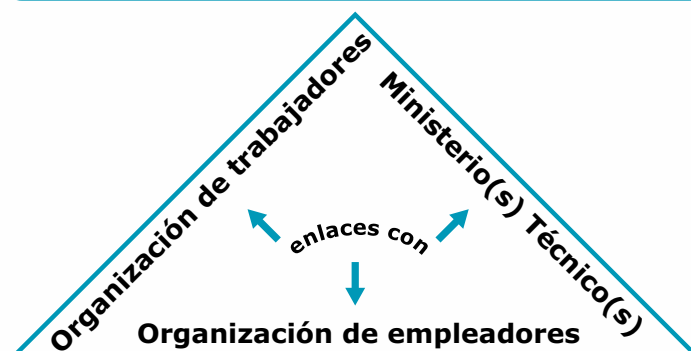 Organización de trabajadores
Ministerio(s) Técnico(s)
enlaces con
Organización de empleadores